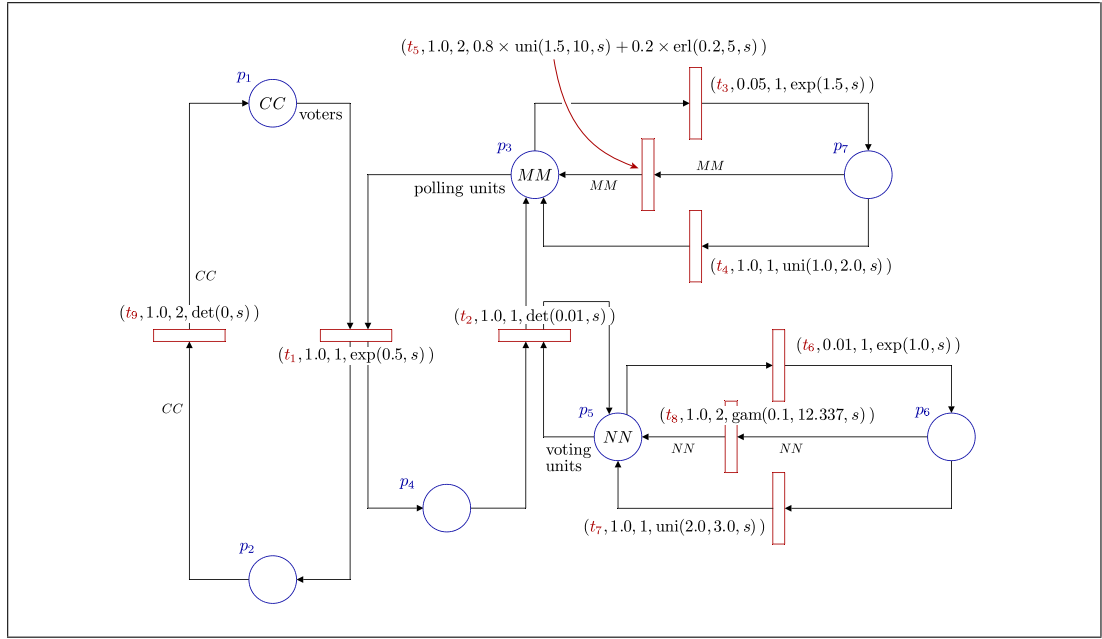 (t₅, 1.0, 2, 0.8 × uni(1.5, 10, s) + 0.2 × erl(0.2, 5, s) )
p₁
(t₃, 0.05, 1, exp(1.5, s) )
CC
voters
p₃
p₇
MM
MM
MM
polling units
(t₄, 1.0, 1, uni(1.0, 2.0, s) )
CC
(t₉, 1.0, 2, det(0, s) )
(t₂, 1.0, 1, det(0.01, s) )
(t₁, 1.0, 1, exp(0.5, s) )
(t₆, 0.01, 1, exp(1.0, s) )
CC
p₅
(t₈, 1.0, 2, gam(0.1, 12.337, s) )
p₆
NN
NN
NN
voting
units
p₄
(t₇, 1.0, 1, uni(2.0, 3.0, s) )
p₂